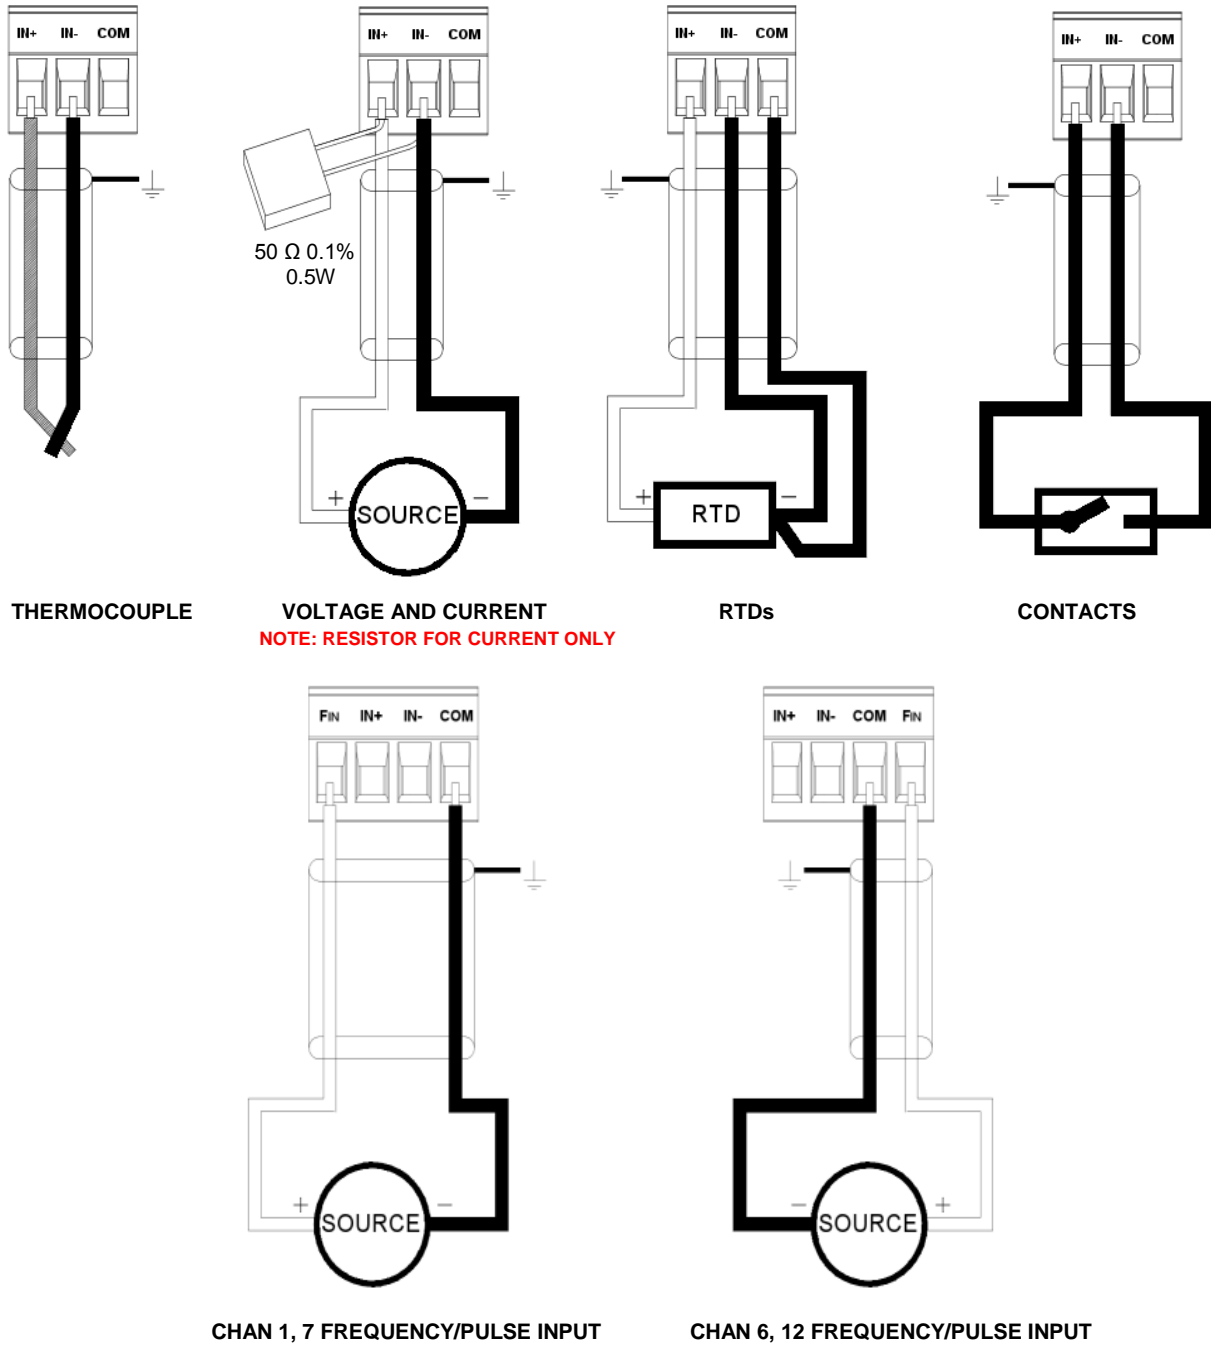 IN+ IN- COM
50 Ω 0.1%
0.5W
THERMOCOUPLE
IN+ IN- COM
+ SOURCE −
VOLTAGE AND CURRENT
NOTE: RESISTOR FOR CURRENT ONLY
IN+ IN- COM
+ RTD −
RTDs
IN+ IN- COM
CONTACTS
FIN IN+ IN- COM
+ SOURCE −
CHAN 1, 7 FREQUENCY/PULSE INPUT
IN+ IN- COM FIN
− SOURCE +
CHAN 6, 12 FREQUENCY/PULSE INPUT